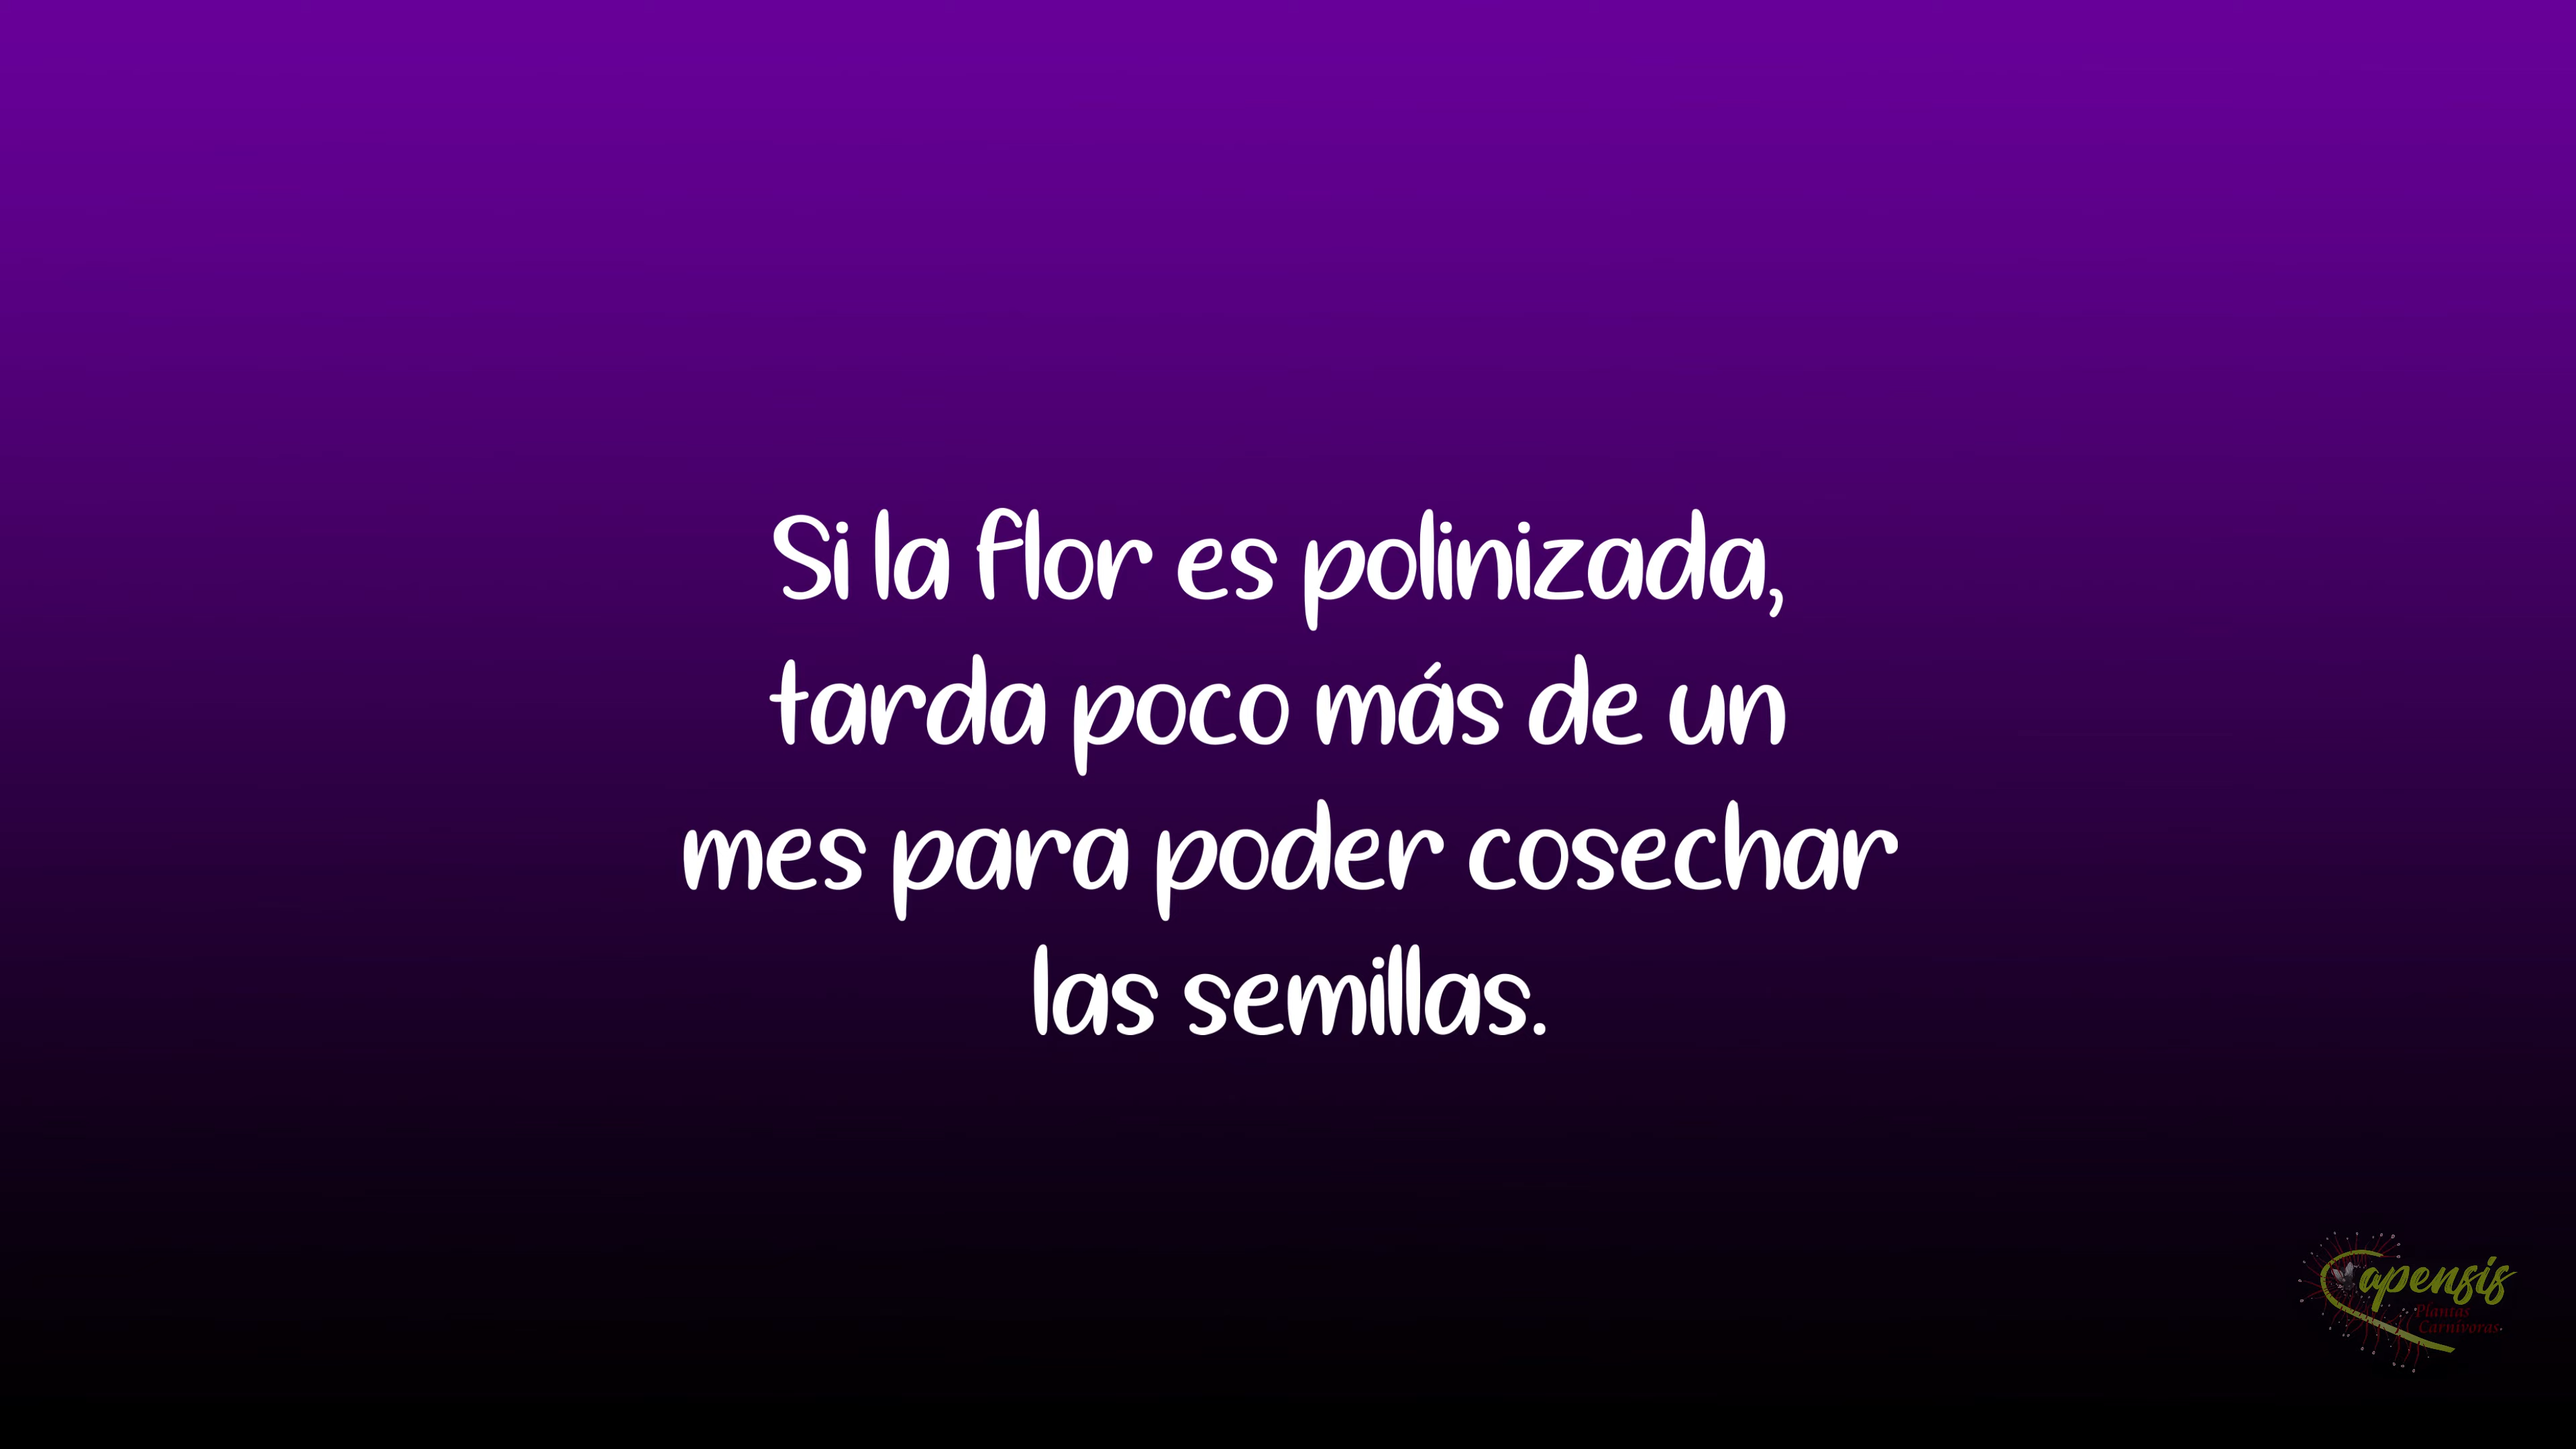 Si la flor es polinizada,
tarda poco más de un
mes para poder cosechar
las semillas.
Capensis
Plantas
Carnívoras